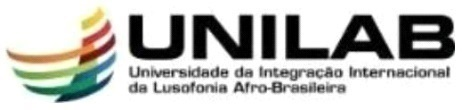 UNILAB
Universidade da Integração Internacional
da Lusofonia Afro-Brasileira